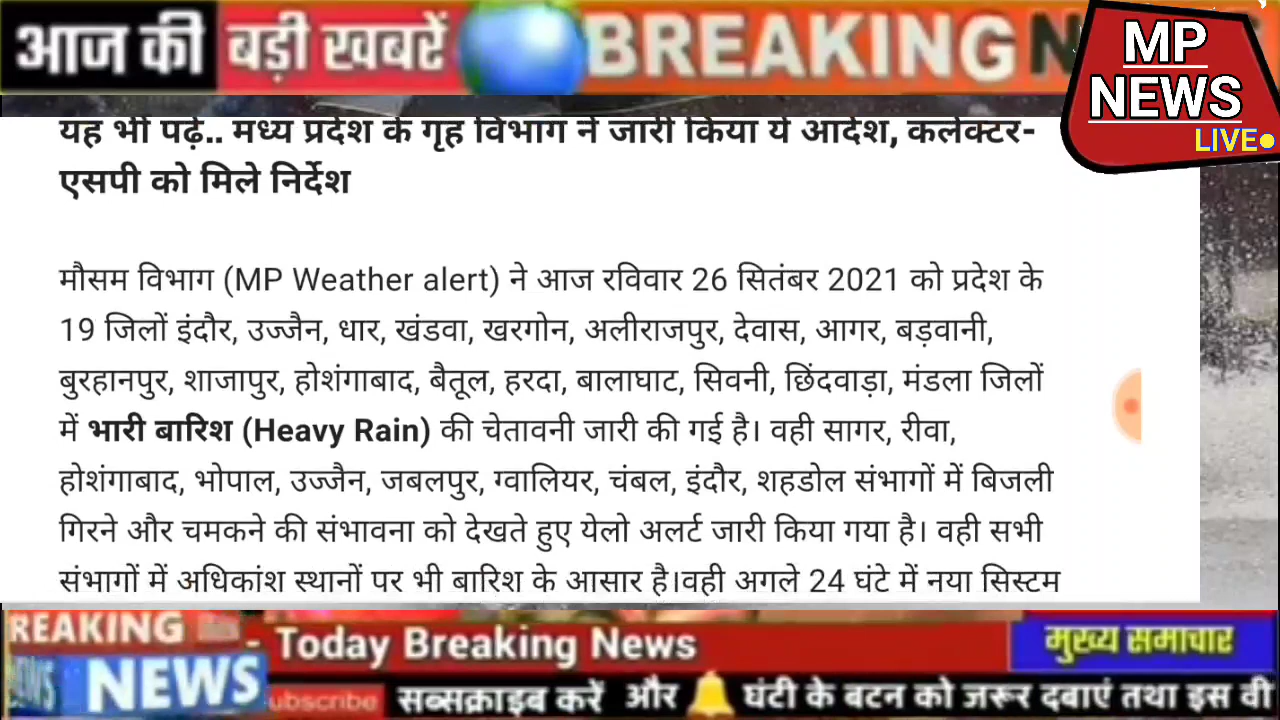 आज की बड़ी खबरें BREAKING
MP
NEWS
LIVE
यह भी पढ़ें.. मध्य प्रदेश के गृह विभाग ने जारी किया ये आदेश, कलेक्टर-
एसपी को मिले निर्देश
मौसम विभाग (MP Weather alert) ने आज रविवार 26 सितंबर 2021 को प्रदेश के
19 जिलों इंदौर, उज्जैन, धार, खंडवा, खरगोन, अलीराजपुर, देवास, आगर, बड़वानी,
बुरहानपुर, शाजापुर, होशंगाबाद, बैतूल, हरदा, बालाघाट, सिवनी, छिंदवाड़ा, मंडला जिलों
में भारी बारिश (Heavy Rain) की चेतावनी जारी की गई है। वही सागर, रीवा,
होशंगाबाद, भोपाल, उज्जैन, जबलपुर, ग्वालियर, चंबल, इंदौर, शहडोल संभागों में बिजली
गिरने और चमकने की संभावना को देखते हुए येलो अलर्ट जारी किया गया है। वही सभी
संभागों में अधिकांश स्थानों पर भी बारिश के आसार है।वही अगले 24 घंटे में नया सिस्टम
REAKING
NEWS
- Today Breaking News
मुख्य समाचार
ubscribe सब्सक्राइब करें और घंटी के बटन को जरूर दबाएं तथा इस वी